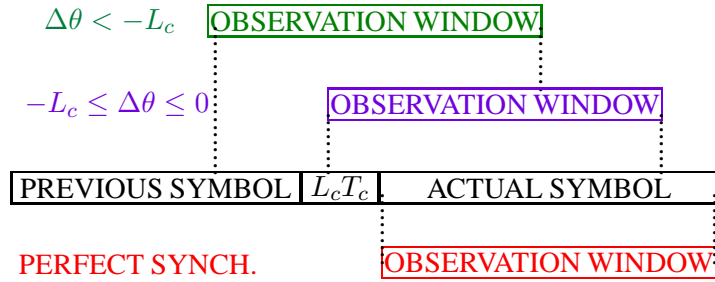 Δθ < −L_c OBSERVATION WINDOW
−L_c ≤ Δθ ≤ 0 OBSERVATION WINDOW
PREVIOUS SYMBOL L_cT_c ACTUAL SYMBOL
PERFECT SYNCH. OBSERVATION WINDOW